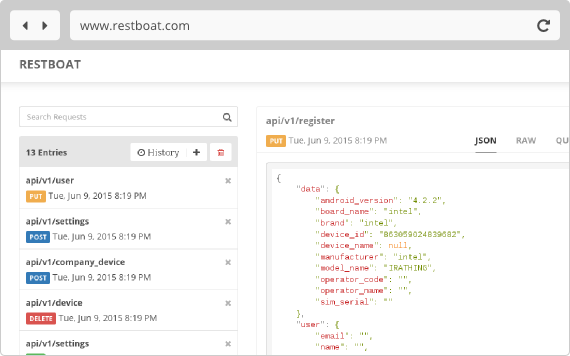 www.restboat.com
RESTBOAT
Search Requests
13 Entries
History
api/v1/user
PUT Tue, Jun 9, 2015 8:19 PM
api/v1/settings
POST Tue, Jun 9, 2015 8:19 PM
api/v1/company_device
POST Tue, Jun 9, 2015 8:19 PM
api/v1/device
DELETE Tue, Jun 9, 2015 8:19 PM
api/v1/settings
api/v1/register
PUT Tue, Jun 9, 2015 8:19 PM
JSON RAW QU
{
"data": {
"android_version": "4.2.2",
"board_name": "intel",
"brand": "intel",
"device_id": "863059024839682",
"device_name": null,
"manufacturer": "intel",
"model_name": "IRATHING",
"operator_code": "",
"operator_name": "",
"sim_serial": ""
},
"user": {
"email": "",
"name": "",